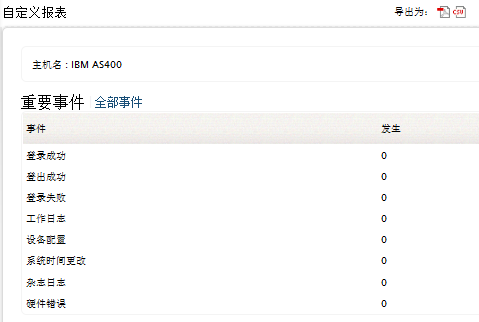 自定义报表 导出为：
主机名：IBM AS400
重要事件 全部事件
事件 发生
登录成功 0
登出成功 0
登录失败 0
工作日志 0
设备配置 0
系统时间更改 0
杂志日志 0
硬件错误 0